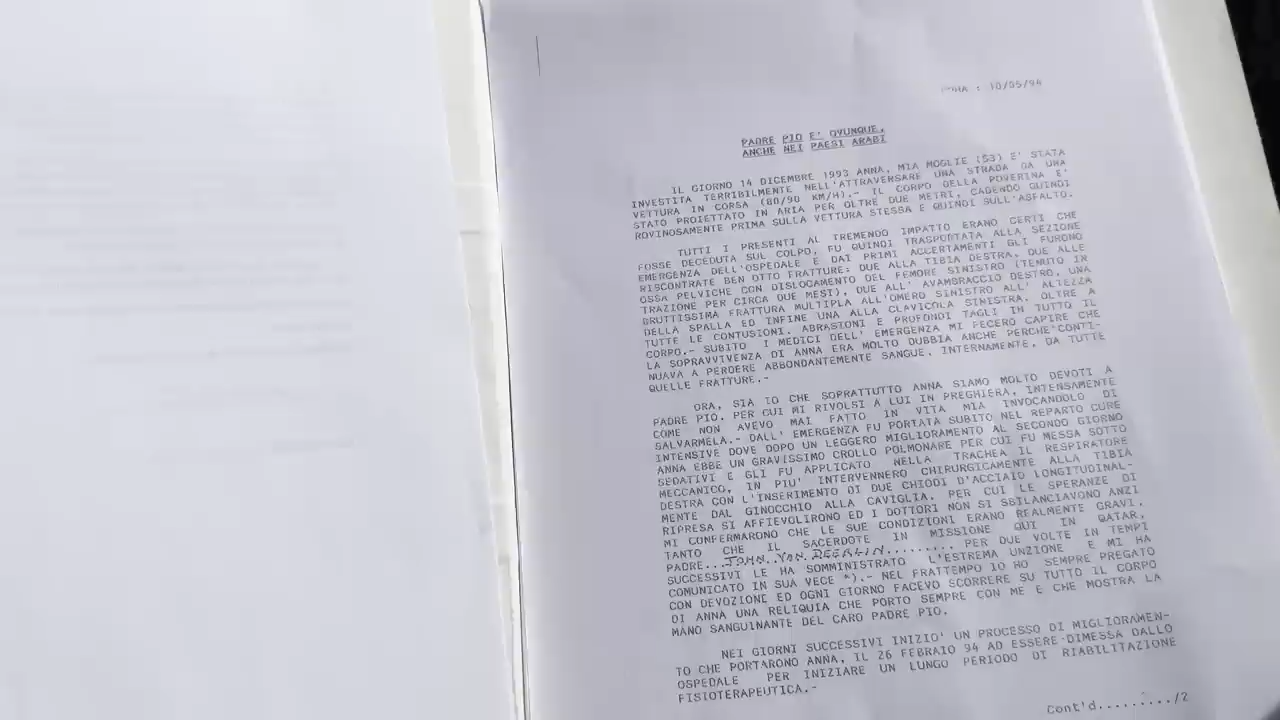 : 10/05/94
PADRE PIO E' OVUNQUE,
ANCHE NEI PAESI ARABI
IL GIORNO 14 DICEMBRE 1993 ANNA, MIA MOGLIE (53) E' STATA
INVESTITA TERRIBILMENTE NELL'ATTRAVERSARE UNA STRADA DA UNA
VETTURA IN CORSA (80/90 KM/H).- IL CORPO DELLA POVERINA E'
STATO PROIETTATO IN ARIA PER OLTRE DUE METRI, CADENDO QUINDI
ROVINOSAMENTE PRIMA SULLA VETTURA STESSA E QUINDI SULL'ASFALTO.
TUTTI I PRESENTI AL TREMENDO IMPATTO ERANO CERTI CHE
FOSSE DECEDUTA SUL COLPO, FU QUINDI TRASPORTATA ALLA SEZIONE
EMERGENZA DELL'OSPEDALE E DAI PRIMI ACCERTAMENTI GLI FURONO
RISCONTRATE BEN OTTO FRATTURE: DUE ALLA TIBIA DESTRA, DUE ALLE
OSSA PELVICHE CON DISLOCAMENTO DEL FEMORE SINISTRO (TENUTO IN
TRAZIONE PER CIRCA DUE MESI), DUE ALL' AVAMBRACCIO DESTRO, UNA
BRUTTISSIMA FRATTURA MULTIPLA ALL'OMERO SINISTRO ALL' ALTEZZA
DELLA SPALLA ED INFINE UNA ALLA CLAVICOLA SINISTRA. OLTRE A
TUTTE LE CONTUSIONI, ABRASIONI E PROFONDI TAGLI IN TUTTO IL
CORPO.- SUBITO I MEDICI DELL' EMERGENZA MI FECERO CAPIRE CHE
LA SOPRAVVIVENZA DI ANNA ERA MOLTO DUBBIA ANCHE PERCHE' CONTI-
NUAVA A PERDERE ABBONDANTEMENTE SANGUE, INTERNAMENTE, DA TUTTE
QUELLE FRATTURE.-
ORA, SIA IO CHE SOPRATTUTTO ANNA SIAMO MOLTO DEVOTI A
PADRE PIO, PER CUI MI RIVOLSI A LUI IN PREGHIERA, INTENSAMENTE
COME NON AVEVO MAI FATTO IN VITA MIA INVOCANDOLO DI
SALVARMELA.- DALL' EMERGENZA FU PORTATA SUBITO NEL REPARTO CURE
INTENSIVE DOVE DOPO UN LEGGERO MIGLIORAMENTO AL SECONDO GIORNO
ANNA EBBE UN GRAVISSIMO CROLLO POLMONARE PER CUI FU MESSA SOTTO
SEDATIVI E GLI FU APPLICATO NELLA TRACHEA IL RESPIRATORE
MECCANICO, IN PIU' INTERVENNERO CHIRURGICAMENTE ALLA TIBIA
DESTRA CON L'INSERIMENTO DI DUE CHIODI D'ACCIAIO LONGITUDINAL-
MENTE DAL GINOCCHIO ALLA CAVIGLIA. PER CUI LE SPERANZE DI
RIPRESA SI AFFIEVOLIRONO ED I DOTTORI NON SI SBILANCIAVONO ANZI
MI CONFERMARONO CHE LE SUE CONDIZIONI ERANO REALMENTE GRAVI,
TANTO CHE IL SACERDOTE IN MISSIONE QUI IN QATAR,
PADRE...JOHN VAN DEERLIN......... PER DUE VOLTE IN TEMPI
SUCCESSIVI LE HA SOMMINISTRATO L'ESTREMA UNZIONE E MI HA
COMUNICATO IN SUA VECE *).- NEL FRATTEMPO IO HO SEMPRE PREGATO
CON DEVOZIONE ED OGNI GIORNO FACEVO SCORRERE SU TUTTO IL CORPO
DI ANNA UNA RELIQUIA CHE PORTO SEMPRE CON ME E CHE MOSTRA LA
MANO SANGUINANTE DEL CARO PADRE PIO.
NEI GIORNI SUCCESSIVI INIZIO' UN PROCESSO DI MIGLIORAMEN-
TO CHE PORTARONO ANNA, IL 26 FEBRAIO 94 AD ESSERE DIMESSA DALLO
OSPEDALE PER INIZIARE UN LUNGO PERIODO DI RIABILITAZIONE
FISIOTERAPEUTICA.-
Cont'd........./2